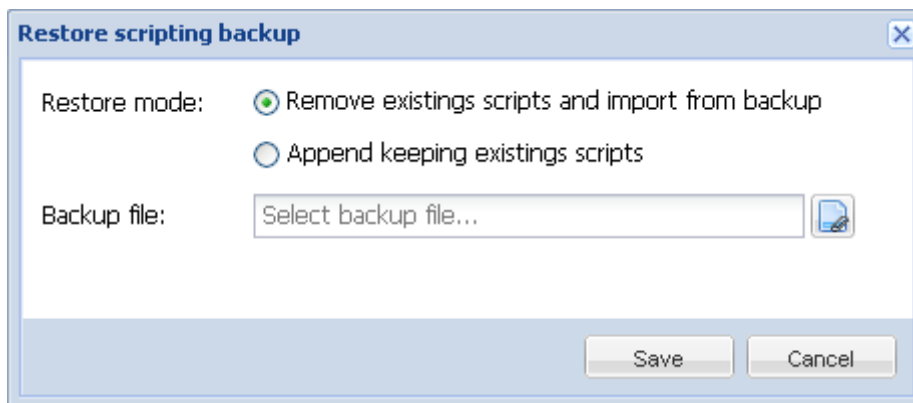 Restore scripting backup
Restore mode: Remove existings scripts and import from backup
Append keeping existings scripts
Backup file: Select backup file...
Save Cancel